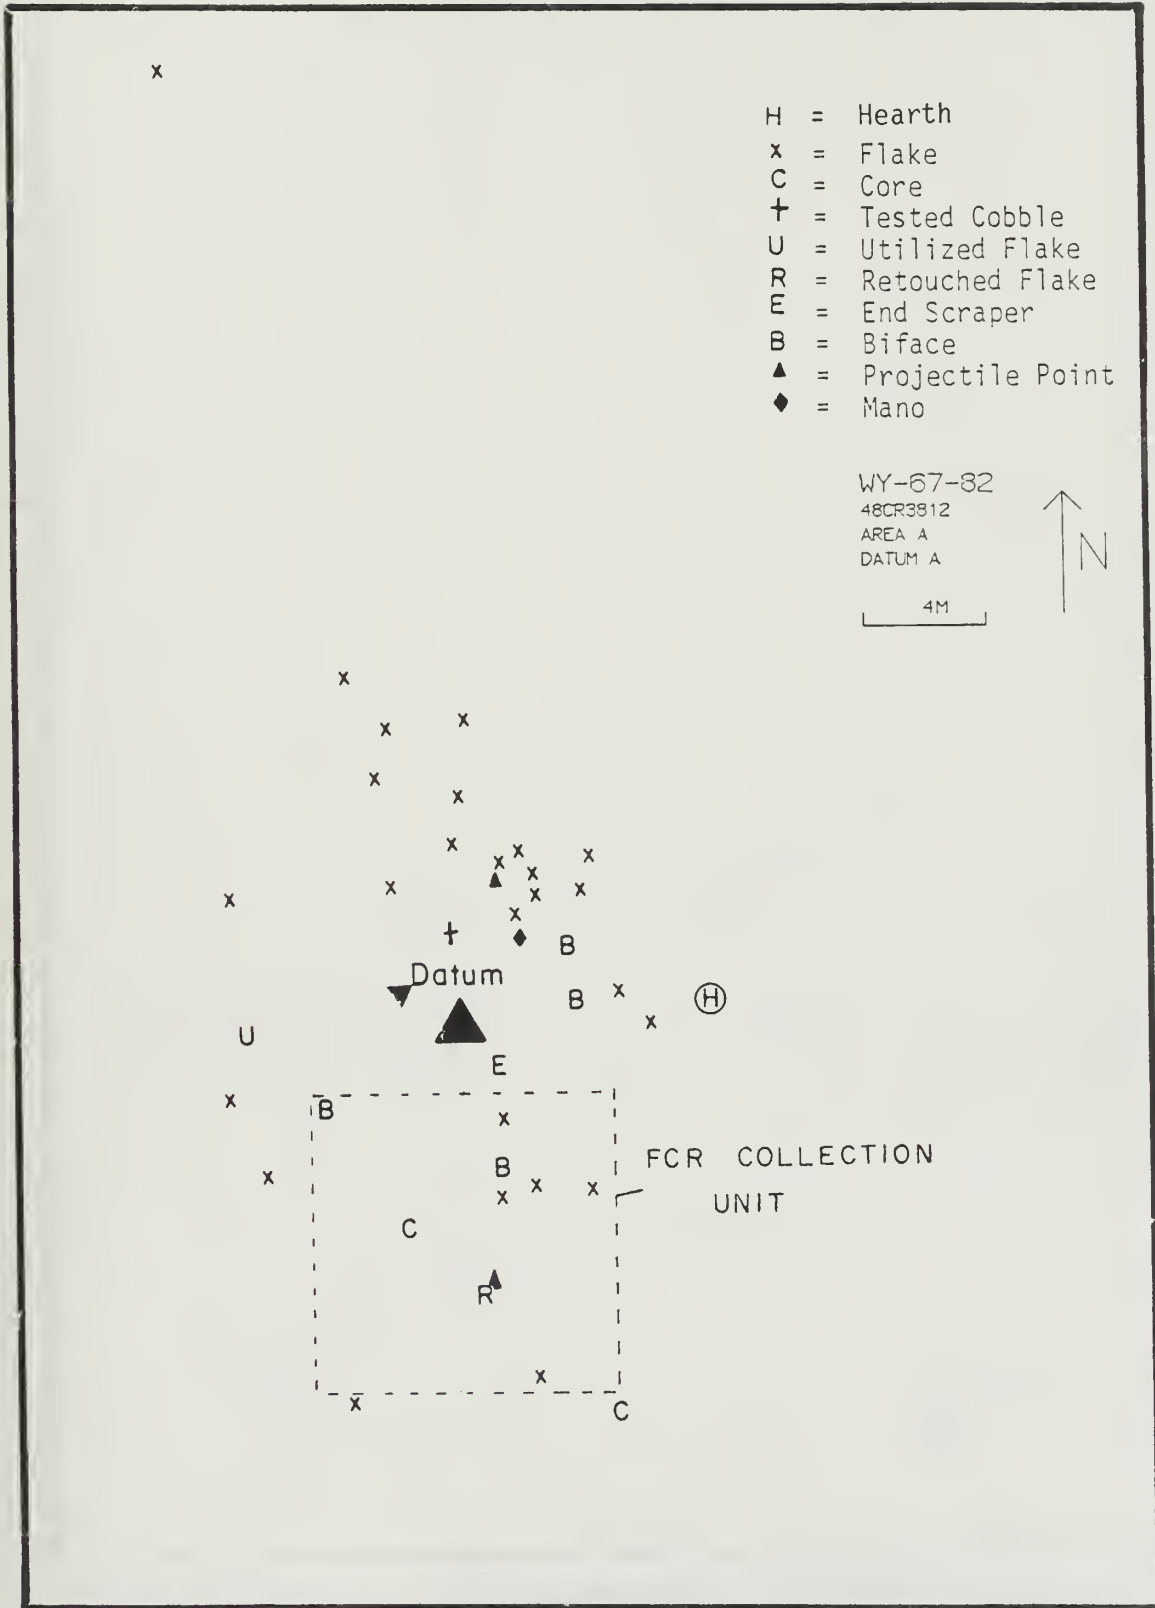 H = Hearth
x = Flake
C = Core
† = Tested Cobble
U = Utilized Flake
R = Retouched Flake
E = End Scraper
B = Biface
▲ = Projectile Point
♦ = Mano
WY-67-82
48CR3812
AREA A
DATUM A
N
4M
x
x
x x
x
x
x
x x x
x
x x x
x
x
† B
Datum
B x H
x
U
E
x B
x
B
x x x x
C
R
x
x
C
FCR COLLECTION
UNIT